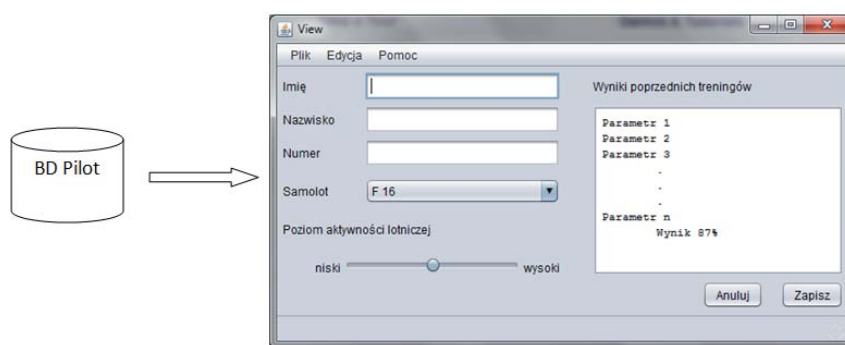 BD Pilot
View
Plik Edycja Pomoc
Imię
Nazwisko
Numer
Samolot F 16
Poziom aktywności lotniczej
niski wysoki
Wyniki poprzednich treningów
Parametr 1
Parametr 2
Parametr 3
.
.
.
Parametr n
Wynik 87%
Anuluj Zapisz